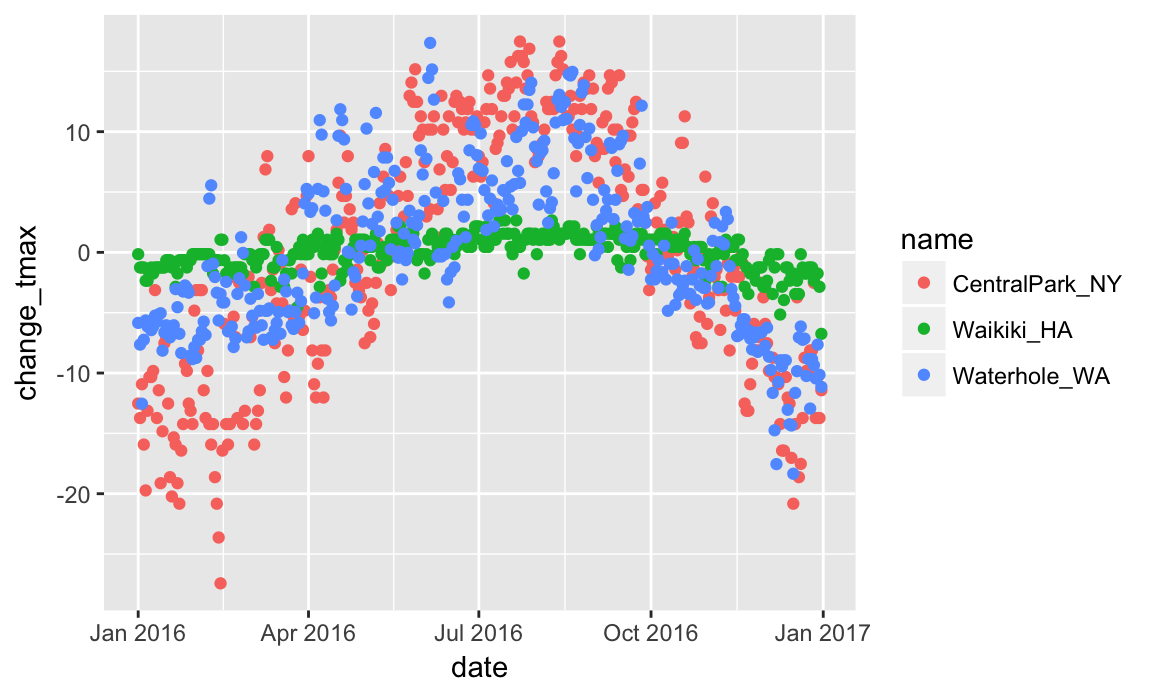 change_tmax
10
0
-10
-20
Jan 2016
Apr 2016
Jul 2016
Oct 2016
Jan 2017
date
name
CentralPark_NY
Waikiki_HA
Waterhole_WA